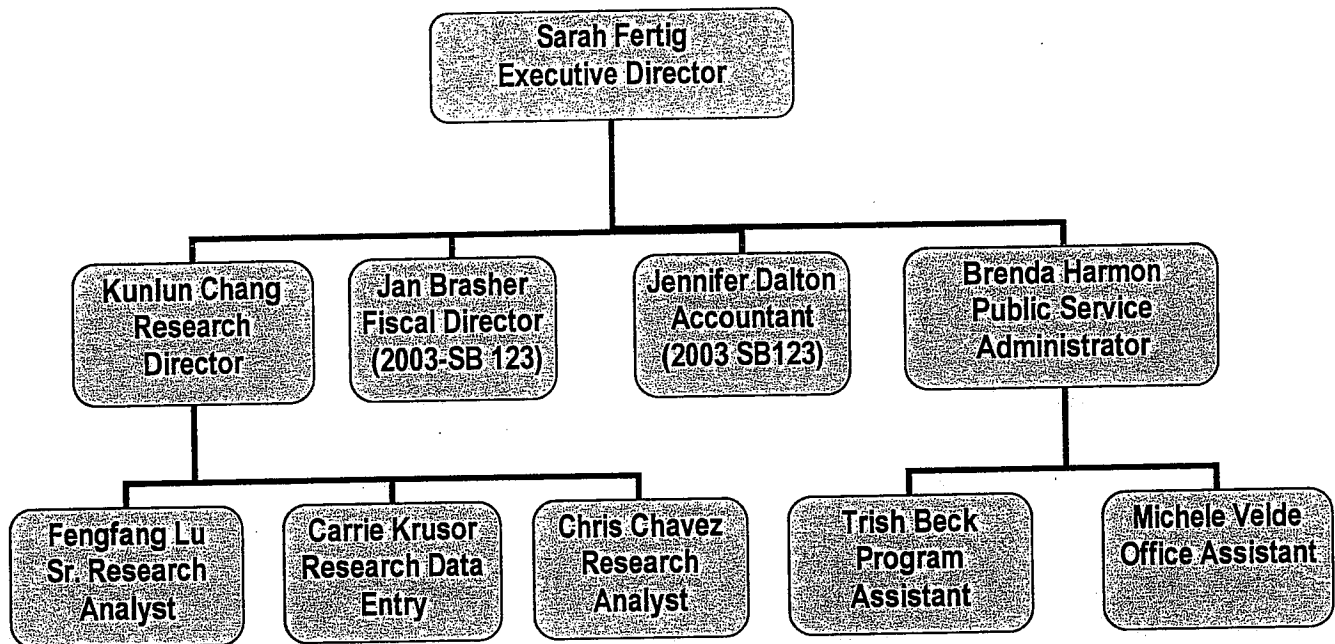 Sarah Fertig
Executive Director
Kunlun Chang
Research
Director
Jan Brasher
Fiscal Director
(2003-SB 123)
Jennifer Dalton
Accountant
(2003 SB123)
Brenda Harmon
Public Service
Administrator
Fengfang Lu
Sr. Research
Analyst
Carrie Krusor
Research Data
Entry
Chris Chavez
Research
Analyst
Trish Beck
Program
Assistant
Michele Velde
Office Assistant